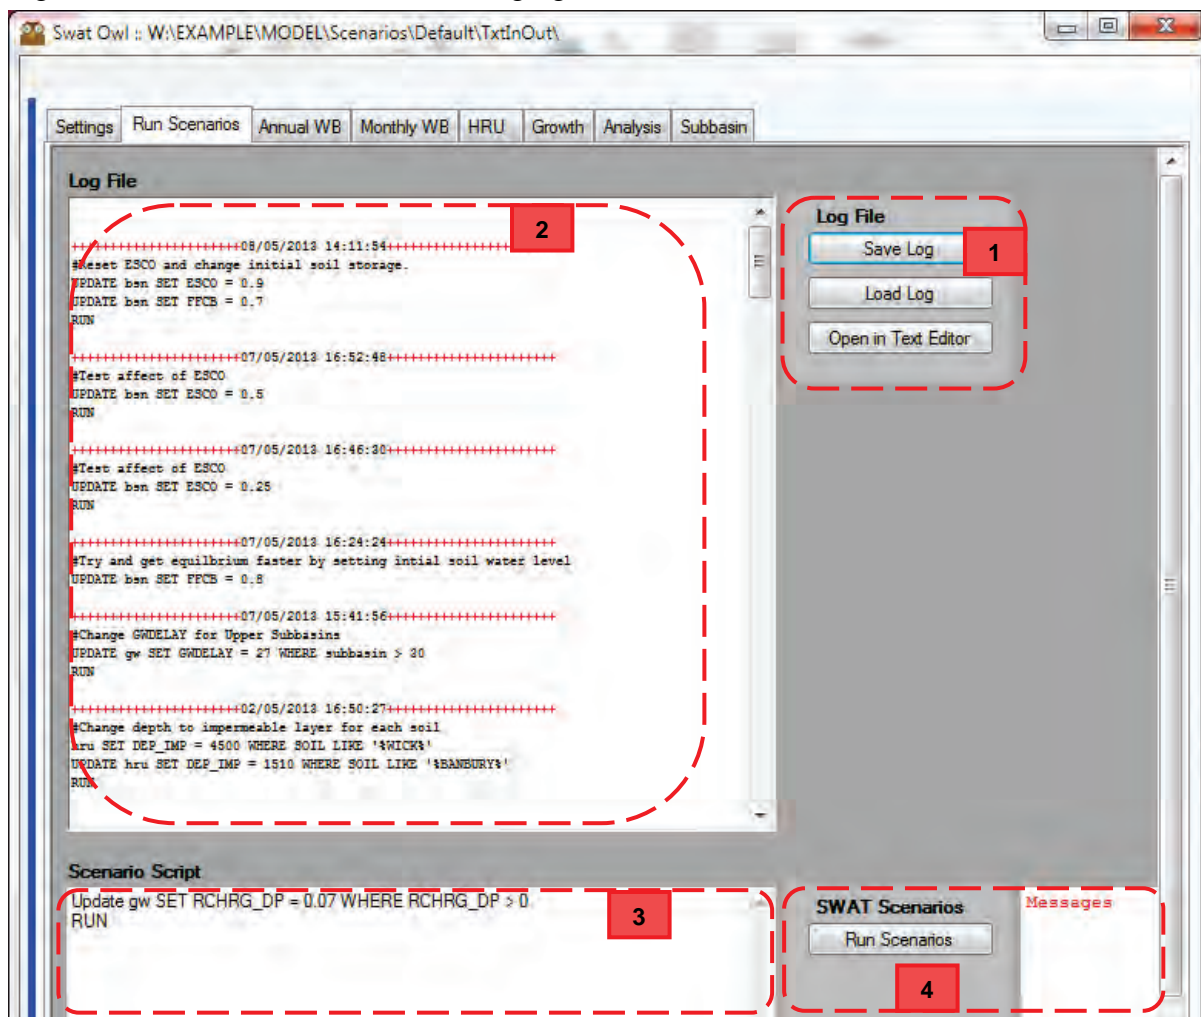 Swat Owl :: W:\EXAMPLE\MODEL\Scenarios\Default\TxtInOut\
Settings Run Scenarios Annual WB Monthly WB HRU Growth Analysis Subbasin
Log File
++++++++++++++++++++08/05/2013 14:11:54++++++++++++++++
#Reset ESCO and change initial soil storage.
UPDATE bsn SET ESCO = 0.9
UPDATE bsn SET FFCB = 0.7
RUN
++++++++++++++++++++07/05/2013 16:52:48++++++++++++++++++++
#Test affect of ESCO
UPDATE bsn SET ESCO = 0.5
RUN
++++++++++++++++++++07/05/2013 16:46:30++++++++++++++++++++
#Test affect of ESCO
UPDATE bsn SET ESCO = 0.25
RUN
++++++++++++++++++++07/05/2013 16:24:24++++++++++++++++++++
#Try and get equilbrium faster by setting intial soil water level
UPDATE bsn SET FFCB = 0.8
++++++++++++++++++++07/05/2013 15:41:56++++++++++++++++++++
#Change GWDELAY for Upper Subbasins
UPDATE gw SET GWDELAY = 27 WHERE subbasin > 30
RUN
++++++++++++++++++++02/05/2013 16:50:27++++++++++++++++++++
#Change depth to impermeable layer for each soil
hru SET DEP_IMP = 4500 WHERE SOIL LIKE '%WICK%'
UPDATE hru SET DEP_IMP = 1510 WHERE SOIL LIKE '%BANBURY%'
RUN
2
Log File
Save Log
1
Load Log
Open in Text Editor
Scenario Script
Update gw SET RCHRG_DP = 0.07 WHERE RCHRG_DP > 0
RUN
3
SWAT Scenarios
Run Scenarios
4
Messages